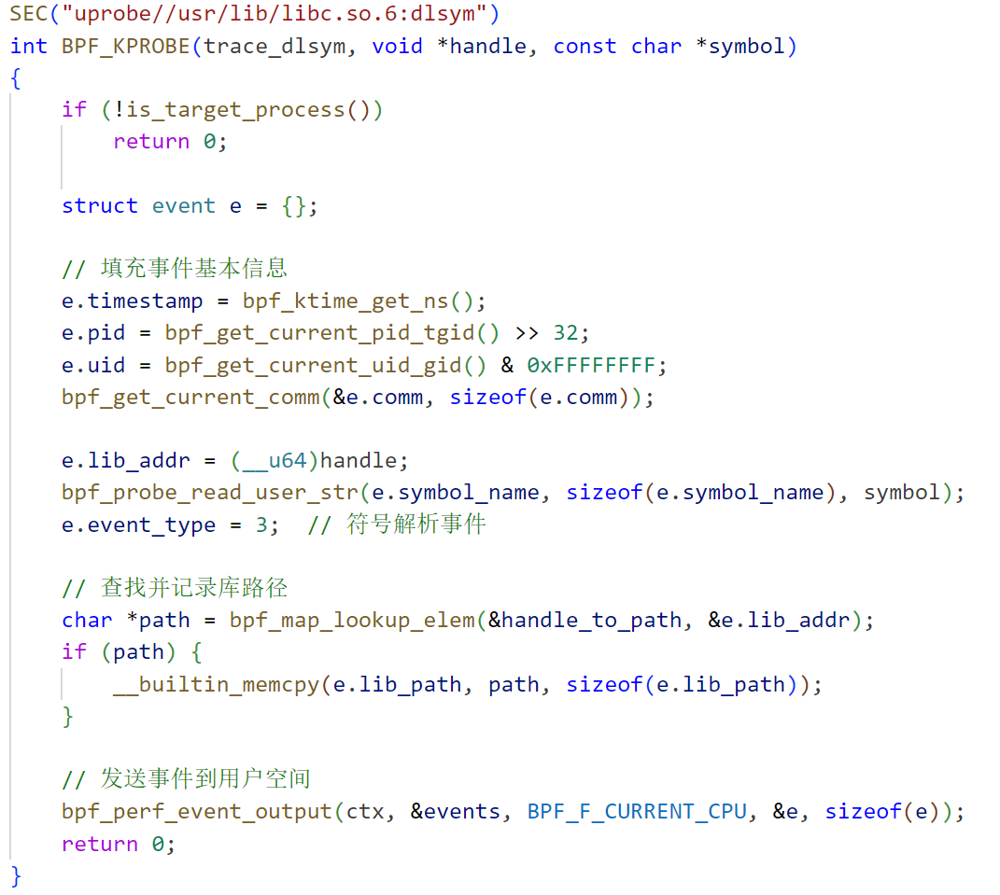 SEC("uprobe//usr/lib/libc.so.6:dlsym")
int BPF_KPROBE(trace_dlsym, void *handle, const char *symbol)
{
    if (!is_target_process())
        return 0;

    struct event e = {};

    // 填充事件基本信息
    e.timestamp = bpf_ktime_get_ns();
    e.pid = bpf_get_current_pid_tgid() >> 32;
    e.uid = bpf_get_current_uid_gid() & 0xFFFFFFFF;
    bpf_get_current_comm(&e.comm, sizeof(e.comm));

    e.lib_addr = (__u64)handle;
    bpf_probe_read_user_str(e.symbol_name, sizeof(e.symbol_name), symbol);
    e.event_type = 3;  // 符号解析事件

    // 查找并记录库路径
    char *path = bpf_map_lookup_elem(&handle_to_path, &e.lib_addr);
    if (path) {
        __builtin_memcpy(e.lib_path, path, sizeof(e.lib_path));
    }

    // 发送事件到用户空间
    bpf_perf_event_output(ctx, &events, BPF_F_CURRENT_CPU, &e, sizeof(e));
    return 0;
}